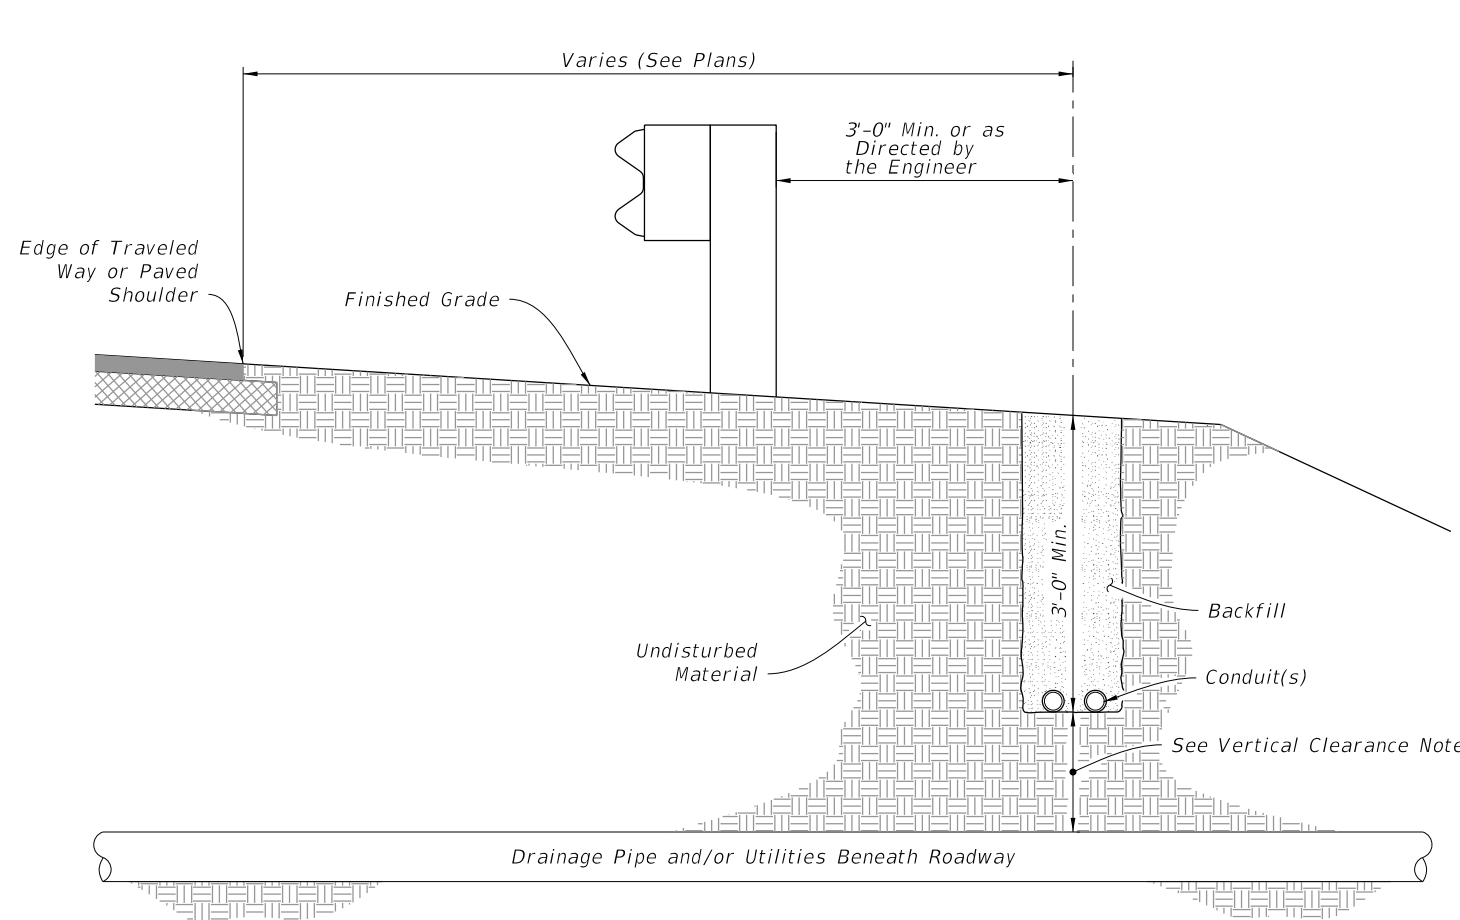 Varies (See Plans)
3'-0" Min. or as
Directed by
the Engineer
Edge of Traveled
Way or Paved
Shoulder
Finished Grade
3'-0" Min.
Backfill
Undisturbed
Material
Conduit(s)
See Vertical Clearance Note
Drainage Pipe and/or Utilities Beneath Roadway